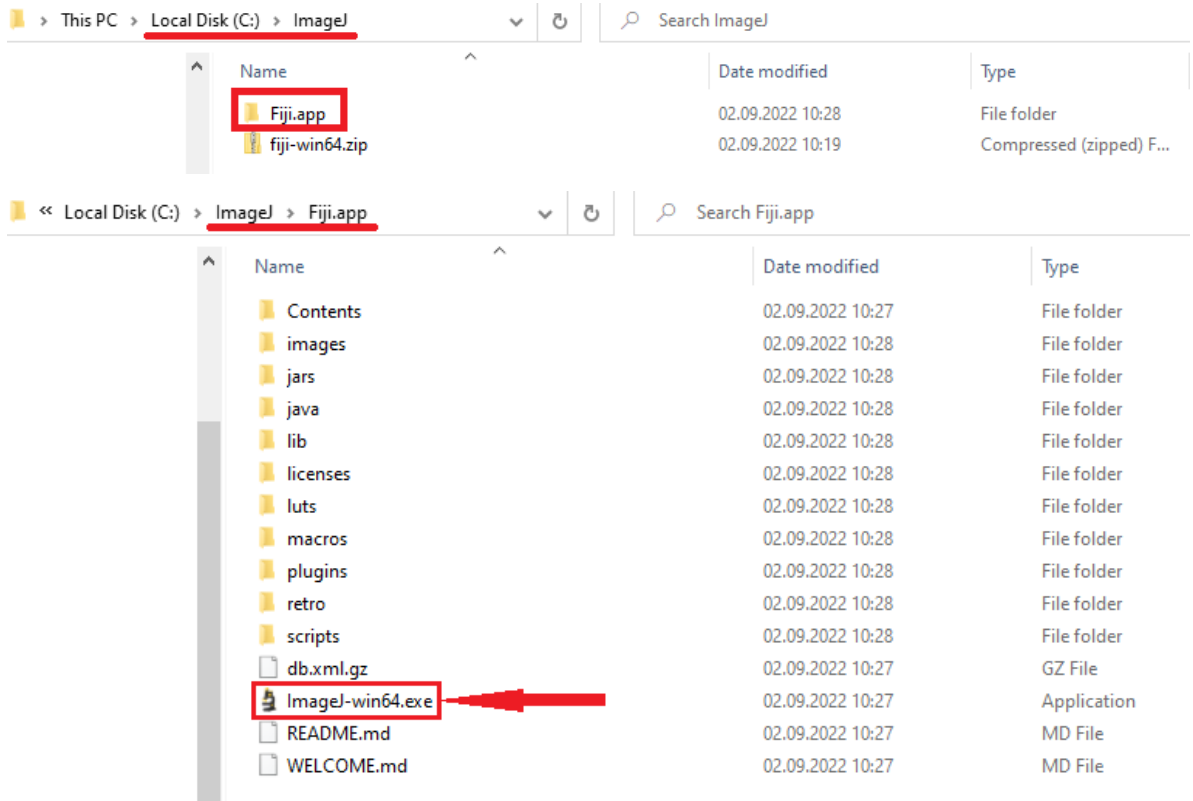 This PC > Local Disk (C:) > ImageJ Search ImageJ
Name Date modified Type
Fiji.app 02.09.2022 10:28 File folder
fiji-win64.zip 02.09.2022 10:19 Compressed (zipped) F...
« Local Disk (C:) > ImageJ > Fiji.app Search Fiji.app
Name Date modified Type
Contents 02.09.2022 10:27 File folder
images 02.09.2022 10:28 File folder
jars 02.09.2022 10:28 File folder
java 02.09.2022 10:28 File folder
lib 02.09.2022 10:28 File folder
licenses 02.09.2022 10:28 File folder
luts 02.09.2022 10:28 File folder
macros 02.09.2022 10:28 File folder
plugins 02.09.2022 10:28 File folder
retro 02.09.2022 10:28 File folder
scripts 02.09.2022 10:28 File folder
db.xml.gz 02.09.2022 10:27 GZ File
ImageJ-win64.exe 02.09.2022 10:27 Application
README.md 02.09.2022 10:27 MD File
WELCOME.md 02.09.2022 10:27 MD File